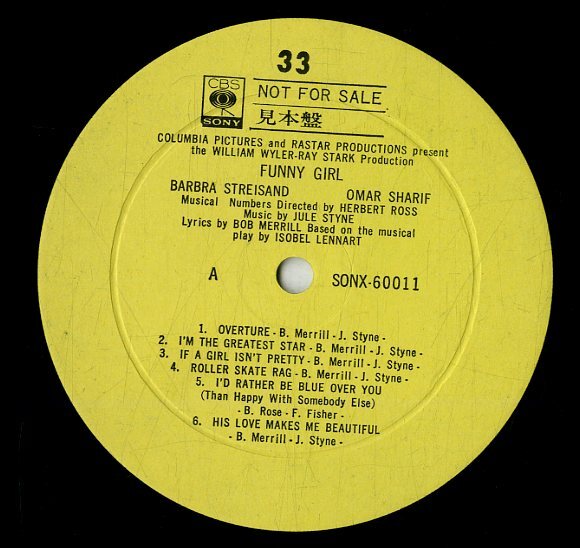 33
CBS
SONY
NOT FOR SALE
見本盤
COLUMBIA PICTURES and RASTAR PRODUCTIONS present
the WILLIAM WYLER-RAY STARK Production
FUNNY GIRL
BARBRA STREISAND OMAR SHARIF
Musical Numbers Directed by HERBERT ROSS
Music by JULE STYNE
Lyrics by BOB MERRILL Based on the musical
play by ISOBEL LENNART
A SONX-60011
1. OVERTURE - B. Merrill - J. Styne -
2. I'M THE GREATEST STAR - B. Merrill - J. Styne -
3. IF A GIRL ISN'T PRETTY - B. Merrill - J. Styne -
4. ROLLER SKATE RAG - B. Merrill - J. Styne -
5. I'D RATHER BE BLUE OVER YOU
(Than Happy With Somebody Else)
- B. Rose - F. Fisher -
6. HIS LOVE MAKES ME BEAUTIFUL
- B. Merrill - J. Styne -